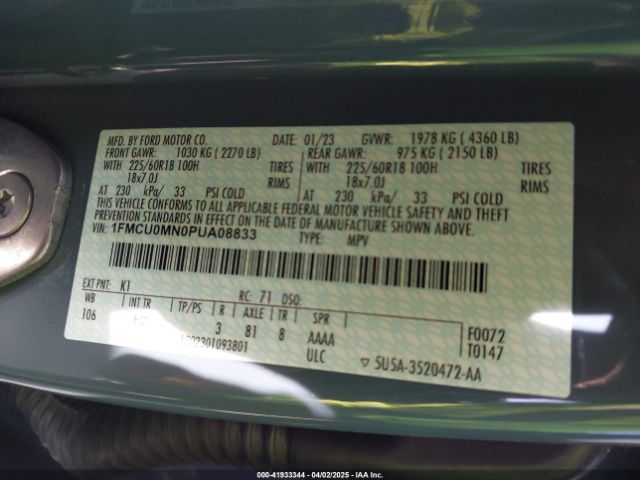 MFD. BY FORD MOTOR CO. DATE: 01/23 GVWR: 1978 KG ( 4360 LB)
FRONT GAWR: 1030 KG ( 2270 LB) REAR GAWR: 975 KG ( 2150 LB)
WITH 225/60R18 100H TIRES WITH 225/60R18 100H TIRES
18x7.0J RIMS 18x7.0J RIMS
AT 230 kPa/ 33 PSI COLD AT 230 kPa/ 33 PSI COLD
THIS VEHICLE CONFORMS TO ALL APPLICABLE FEDERAL MOTOR VEHICLE SAFETY AND THEFT
PREVENTION STANDARDS IN EFFECT ON THE DATE OF MANUFACTURE SHOWN ABOVE.
VIN: 1FMCU0MN0PUA08833
TYPE: MPV
EXT PNT: K1 RC: 71 DSO:
WB INT TR TP/PS R AXLE TR SPR
106 3 81 8 AAAA F0072
ULC T0147
5U5A-3520472-AA
000-41933344 - 04/02/2025 - IAA Inc.